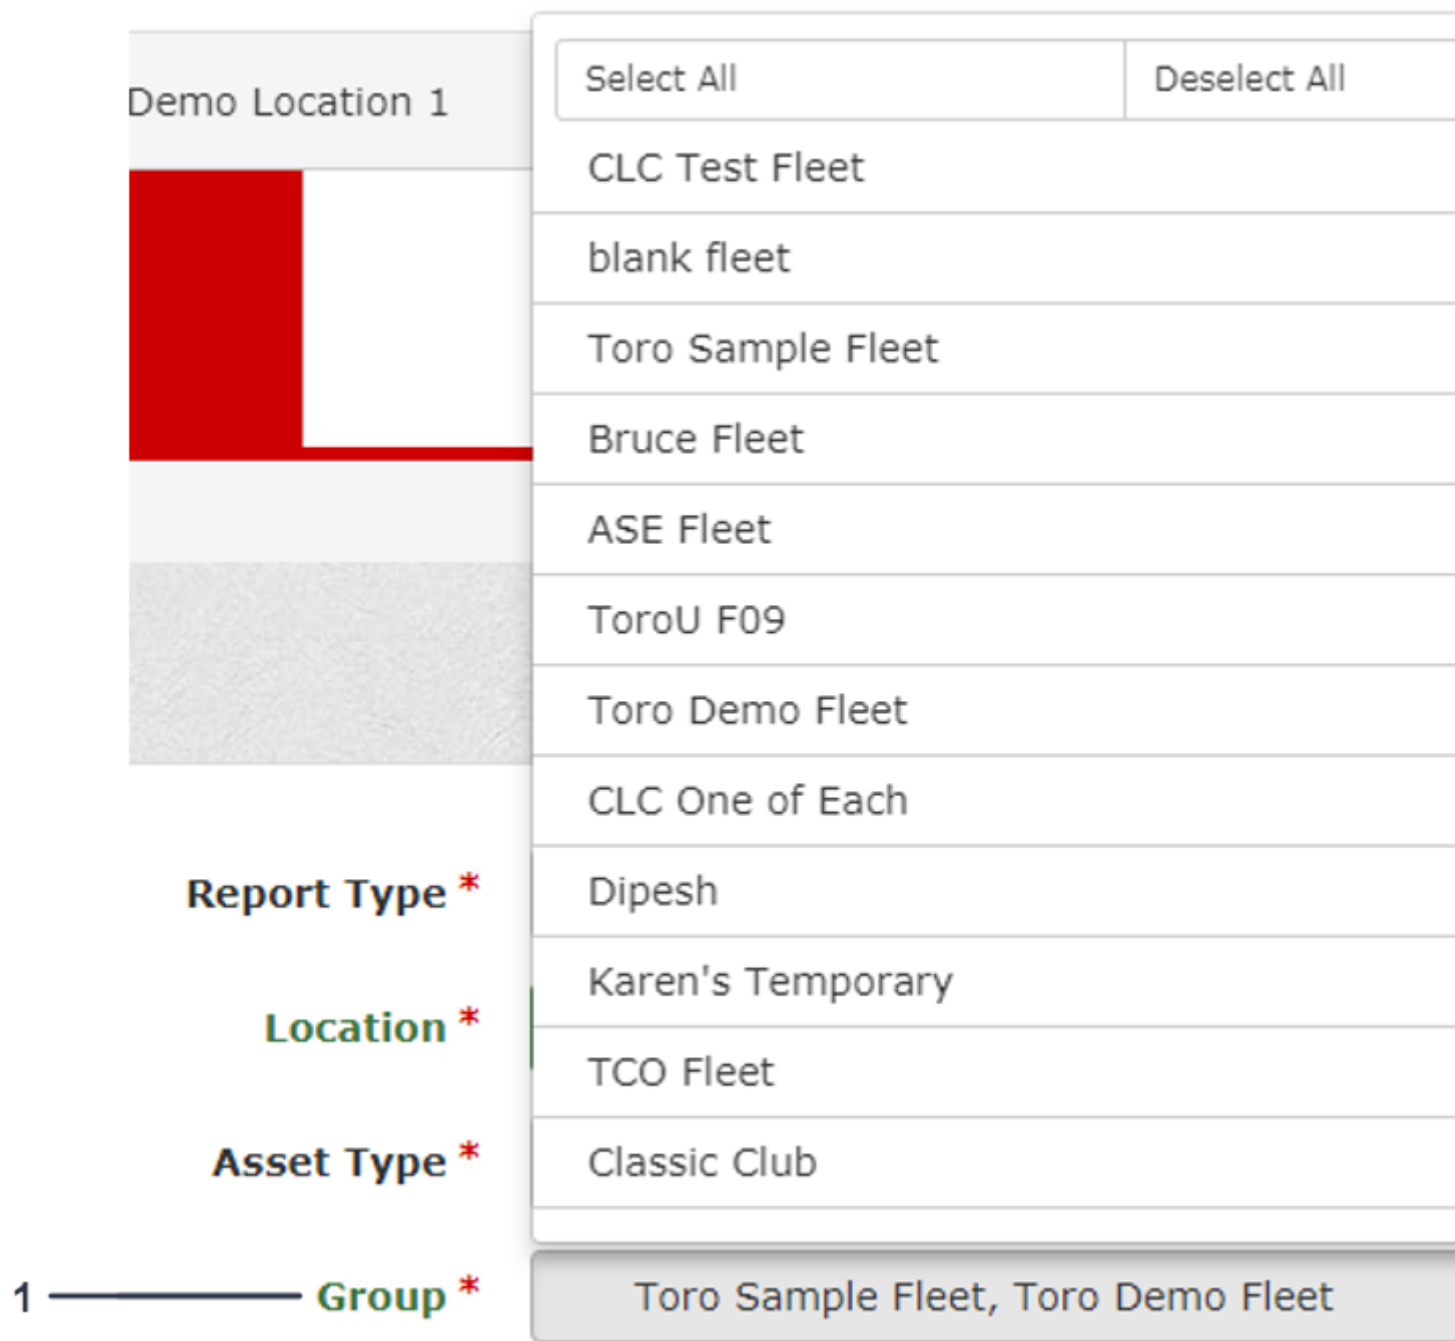 Demo Location 1
Select All
Deselect All
CLC Test Fleet
blank fleet
Toro Sample Fleet
Bruce Fleet
ASE Fleet
ToroU F09
Toro Demo Fleet
CLC One of Each
Dipesh
Karen's Temporary
TCO Fleet
Classic Club
Report Type *
Location *
Asset Type *
1 Group * Toro Sample Fleet, Toro Demo Fleet